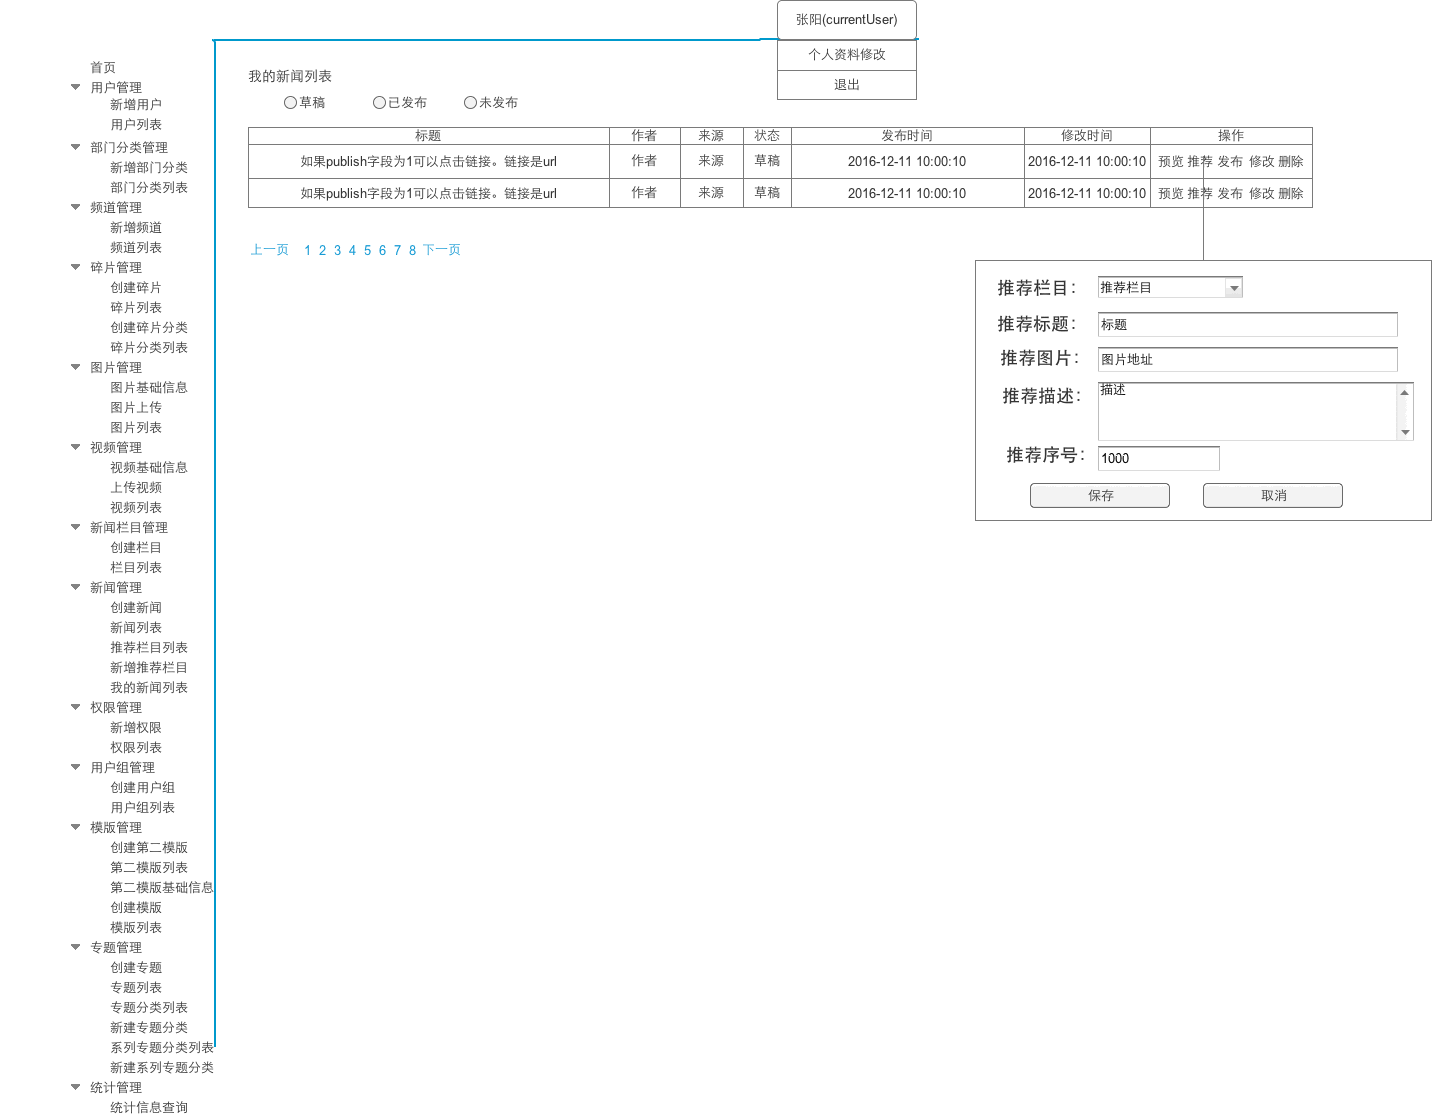 张阳(currentUser)
个人资料修改
退出
首页
用户管理
新增用户
用户列表
部门分类管理
新增部门分类
部门分类列表
频道管理
新增频道
频道列表
碎片管理
创建碎片
碎片列表
创建碎片分类
碎片分类列表
图片管理
图片基础信息
图片上传
图片列表
视频管理
视频基础信息
上传视频
视频列表
新闻栏目管理
创建栏目
栏目列表
新闻管理
创建新闻
新闻列表
推荐栏目列表
新增推荐栏目
我的新闻列表
权限管理
新增权限
权限列表
用户组管理
创建用户组
用户组列表
模版管理
创建第二模版
第二模版列表
第二模版基础信息
创建模版
模版列表
专题管理
创建专题
专题列表
专题分类列表
新建专题分类
系列专题分类列表
新建系列专题分类
统计管理
统计信息查询
我的新闻列表
草稿 已发布 未发布
标题 作者 来源 状态 发布时间 修改时间 操作
如果publish字段为1可以点击链接。链接是url 作者 来源 草稿 2016-12-11 10:00:10 2016-12-11 10:00:10 预览 推荐 发布 修改 删除
如果publish字段为1可以点击链接。链接是url 作者 来源 草稿 2016-12-11 10:00:10 2016-12-11 10:00:10 预览 推荐 发布 修改 删除
上一页 1 2 3 4 5 6 7 8 下一页
推荐栏目： 推荐栏目
推荐标题： 标题
推荐图片： 图片地址
推荐描述： 描述
推荐序号： 1000
保存 取消